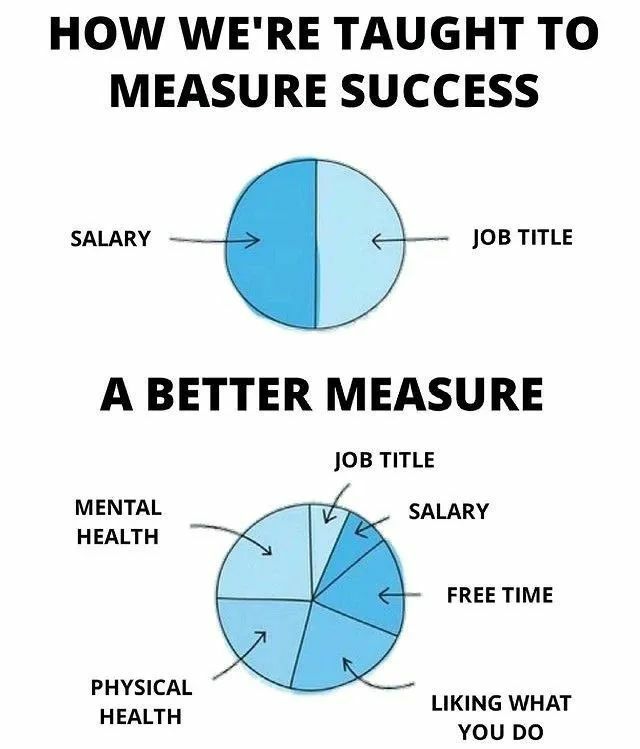 HOW WE'RE TAUGHT TO
MEASURE SUCCESS
SALARY
JOB TITLE
A BETTER MEASURE
JOB TITLE
MENTAL
HEALTH
SALARY
FREE TIME
PHYSICAL
HEALTH
LIKING WHAT
YOU DO